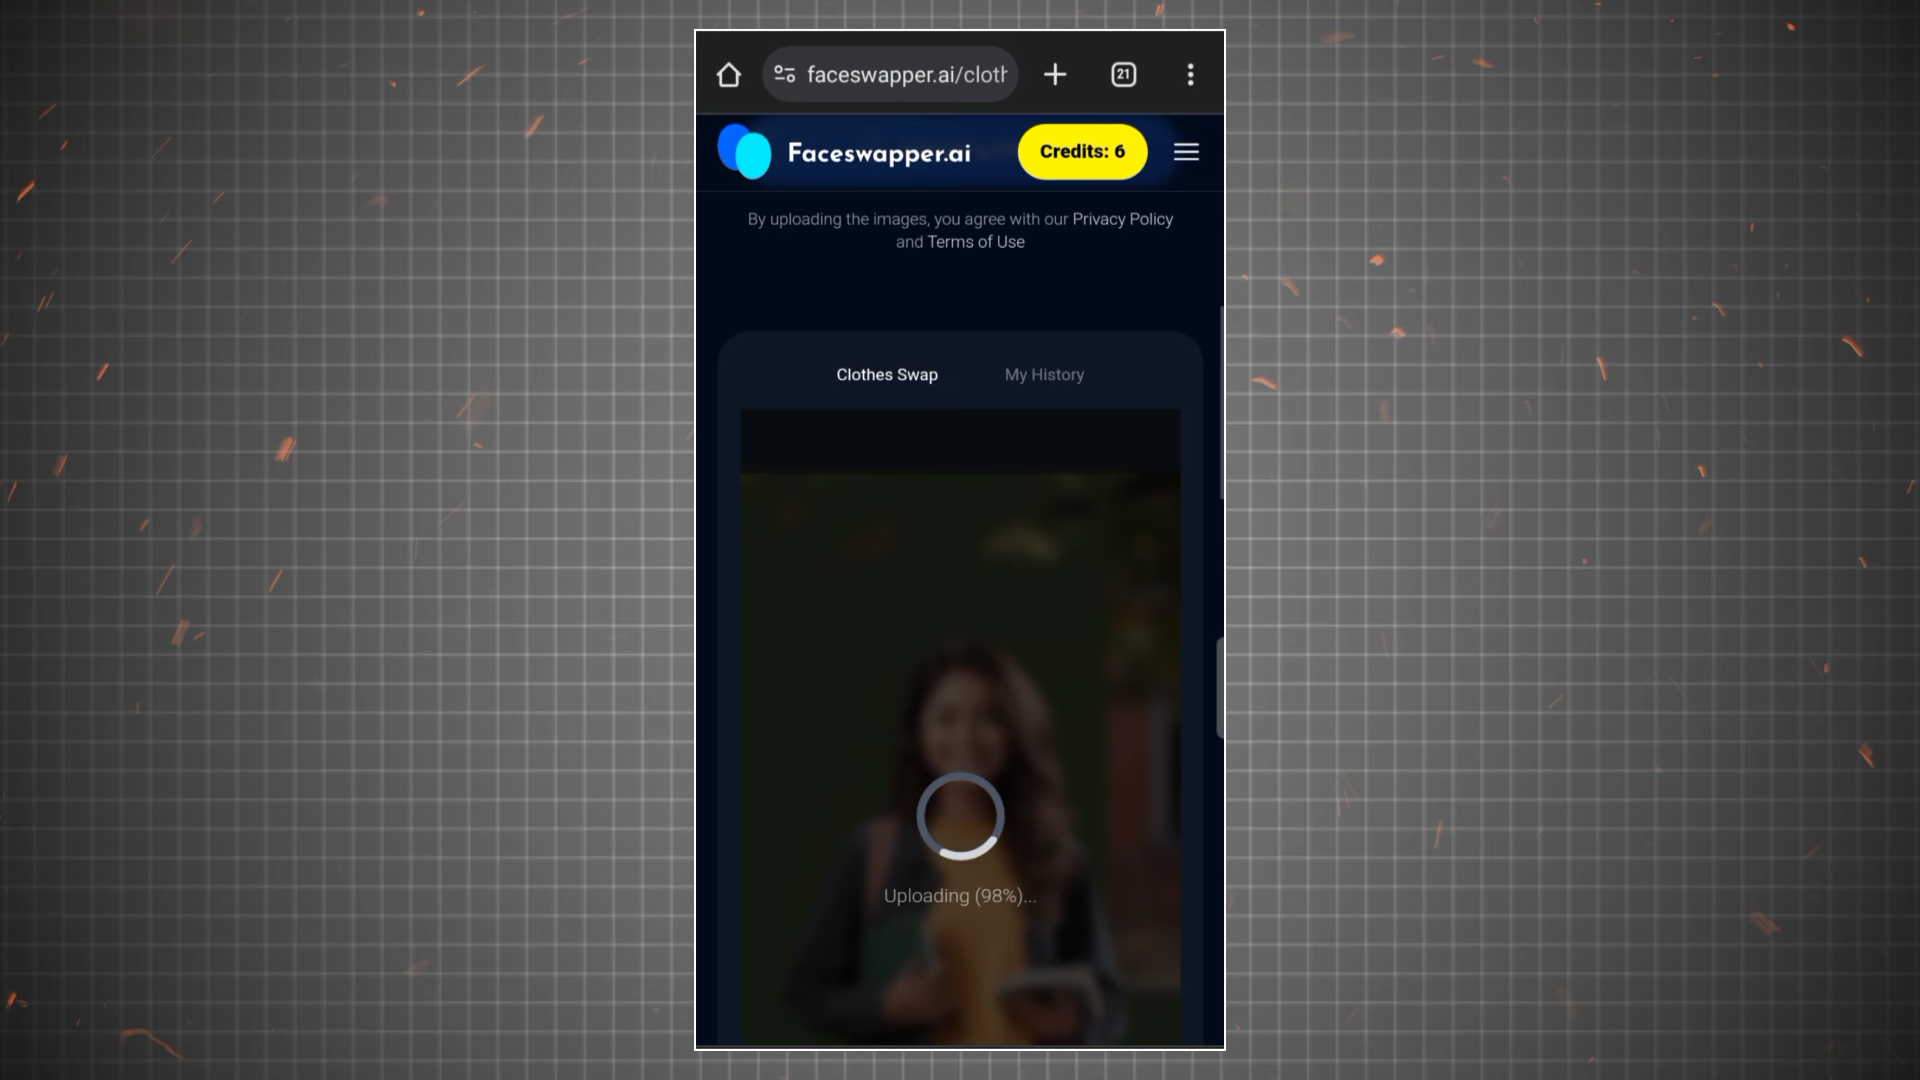 faceswapper.ai/cloth
21
Faceswapper.ai
Credits: 6
By uploading the images, you agree with our Privacy Policy
and Terms of Use
Clothes Swap
My History
Uploading (98%)...